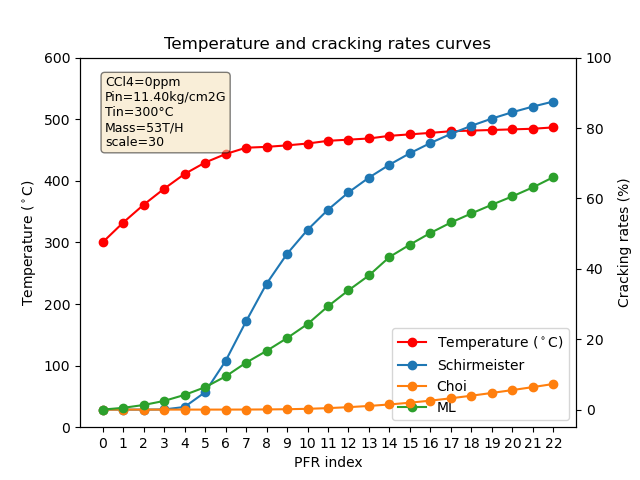 Temperature and cracking rates curves
CCl4=0ppm
Pin=11.40kg/cm2G
Tin=300°C
Mass=53T/H
scale=30
600
500
400
300
200
100
0
Temperature (°C)
100
80
60
40
20
0
Cracking rates (%)
Temperature (°C)
Schirmeister
Choi
ML
0 1 2 3 4 5 6 7 8 9 10 11 12 13 14 15 16 17 18 19 20 21 22
PFR index